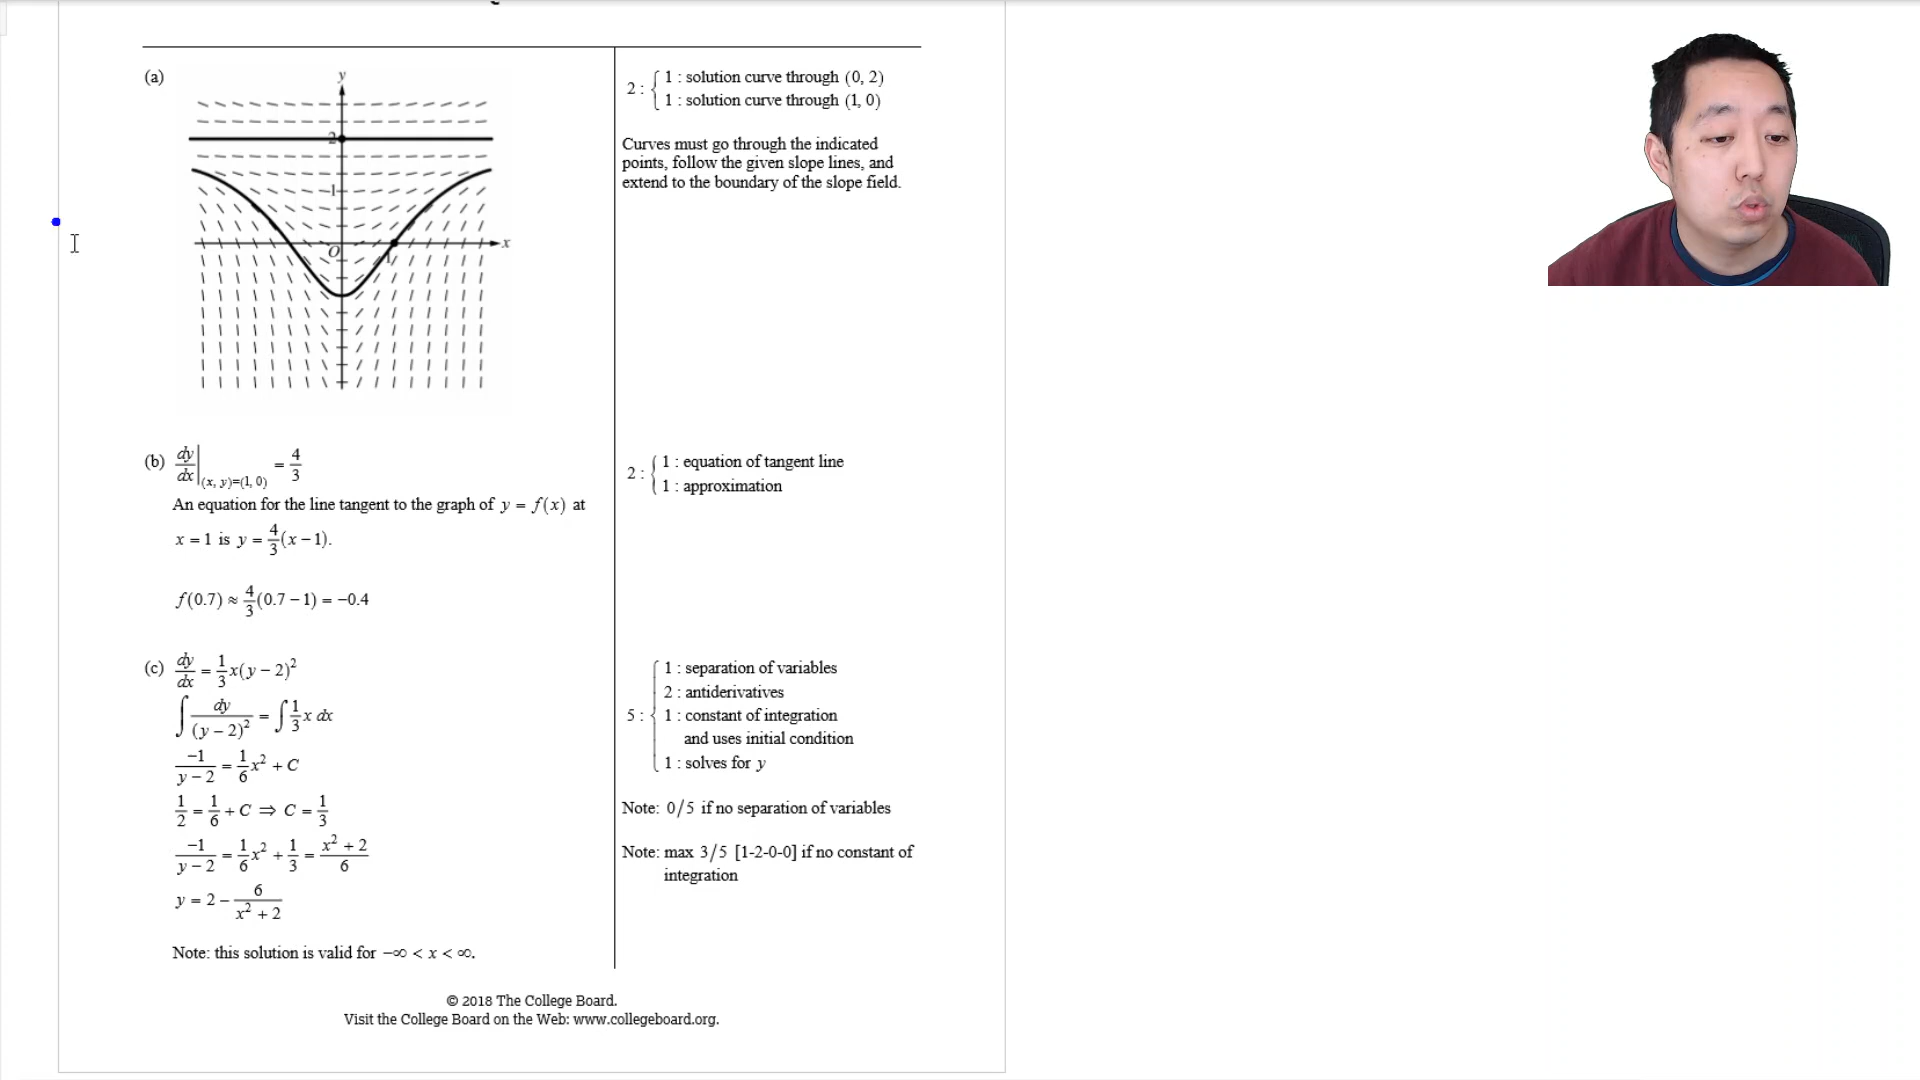 (a)
y
2
1
O
1
x
2 : { 1 : solution curve through (0, 2)
1 : solution curve through (1, 0)
Curves must go through the indicated
points, follow the given slope lines, and
extend to the boundary of the slope field.
(b) dy/dx|(x, y)=(1, 0) = 4/3
An equation for the line tangent to the graph of y = f(x) at
x = 1 is y = 4/3(x − 1).
f(0.7) ≈ 4/3(0.7 − 1) = −0.4
2 : { 1 : equation of tangent line
1 : approximation
(c) dy/dx = 1/3x(y − 2)²
∫ dy/(y − 2)² = ∫ 1/3x dx
−1/(y − 2) = 1/6x² + C
1/2 = 1/6 + C ⇒ C = 1/3
−1/(y − 2) = 1/6x² + 1/3 = (x² + 2)/6
y = 2 − 6/(x² + 2)
Note: this solution is valid for −∞ < x < ∞.
5 : { 1 : separation of variables
2 : antiderivatives
1 : constant of integration
and uses initial condition
1 : solves for y
Note: 0/5 if no separation of variables
Note: max 3/5 [1-2-0-0] if no constant of
integration
© 2018 The College Board.
Visit the College Board on the Web: www.collegeboard.org.